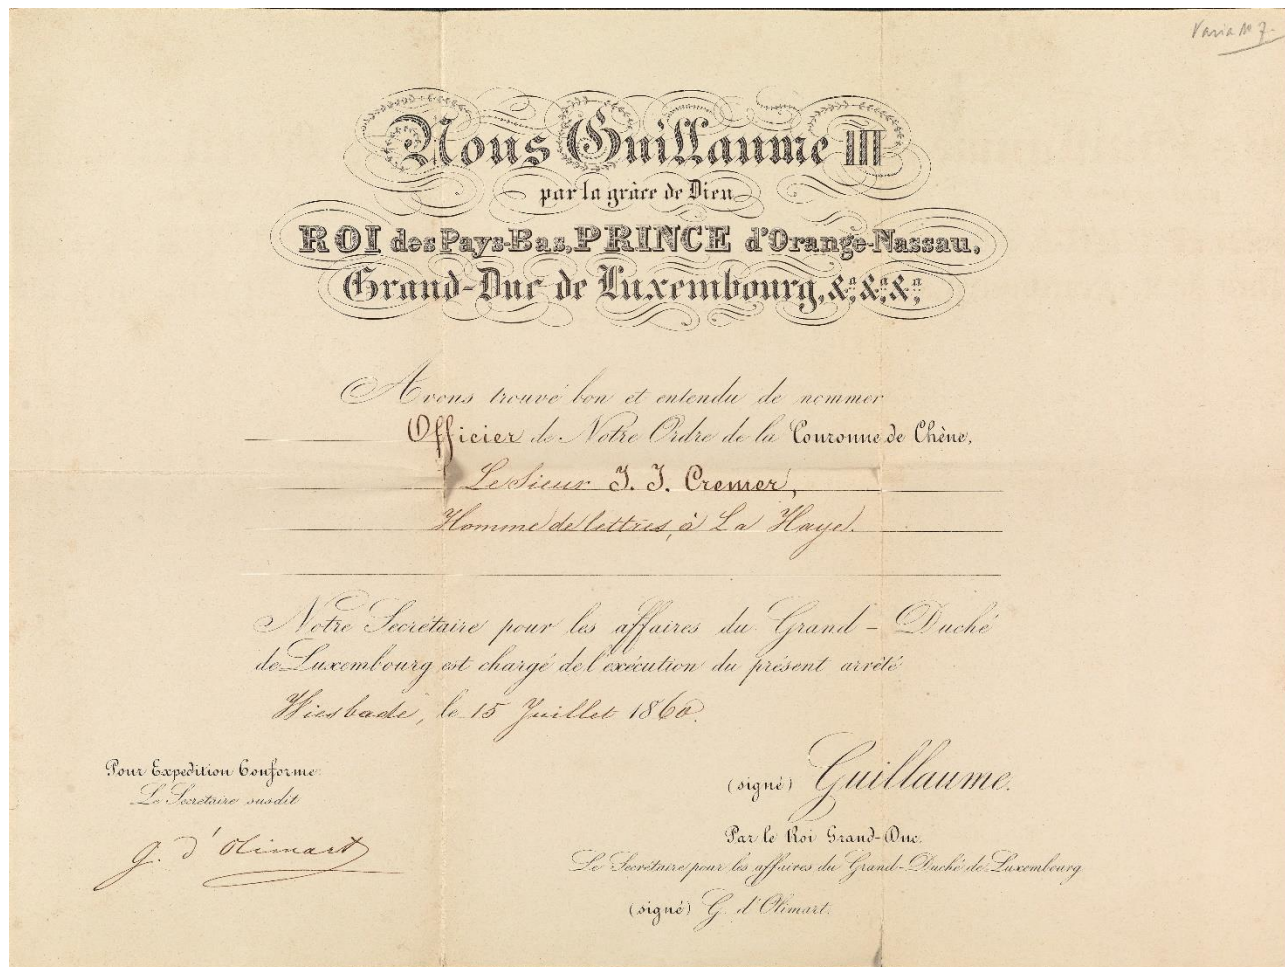 Varia No 7.
Nous Guillaume III
par la grâce de Dieu
ROI des Pays-Bas, PRINCE d'Orange-Nassau,
Grand-Duc de Luxembourg, &a; &a; &a;
Avons trouvé bon et entendu de nommer
Officier de Notre Ordre de la Couronne de Chêne,
Le Sieur J. J. Cremer,
Homme de lettres, à La Haye.
Notre Secrétaire pour les affaires du Grand-Duché
de Luxembourg est chargé de l'exécution du présent arrêté
Wiesbade, le 15 Juillet 1860.
Pour Expedition Conforme
Le Secrétaire susdit
G. d'Olimart
(signé) Guillaume.
Par le Roi Grand-Duc.
Le Secrétaire pour les affaires du Grand-Duché de Luxembourg
(signé) G. d'Olimart.